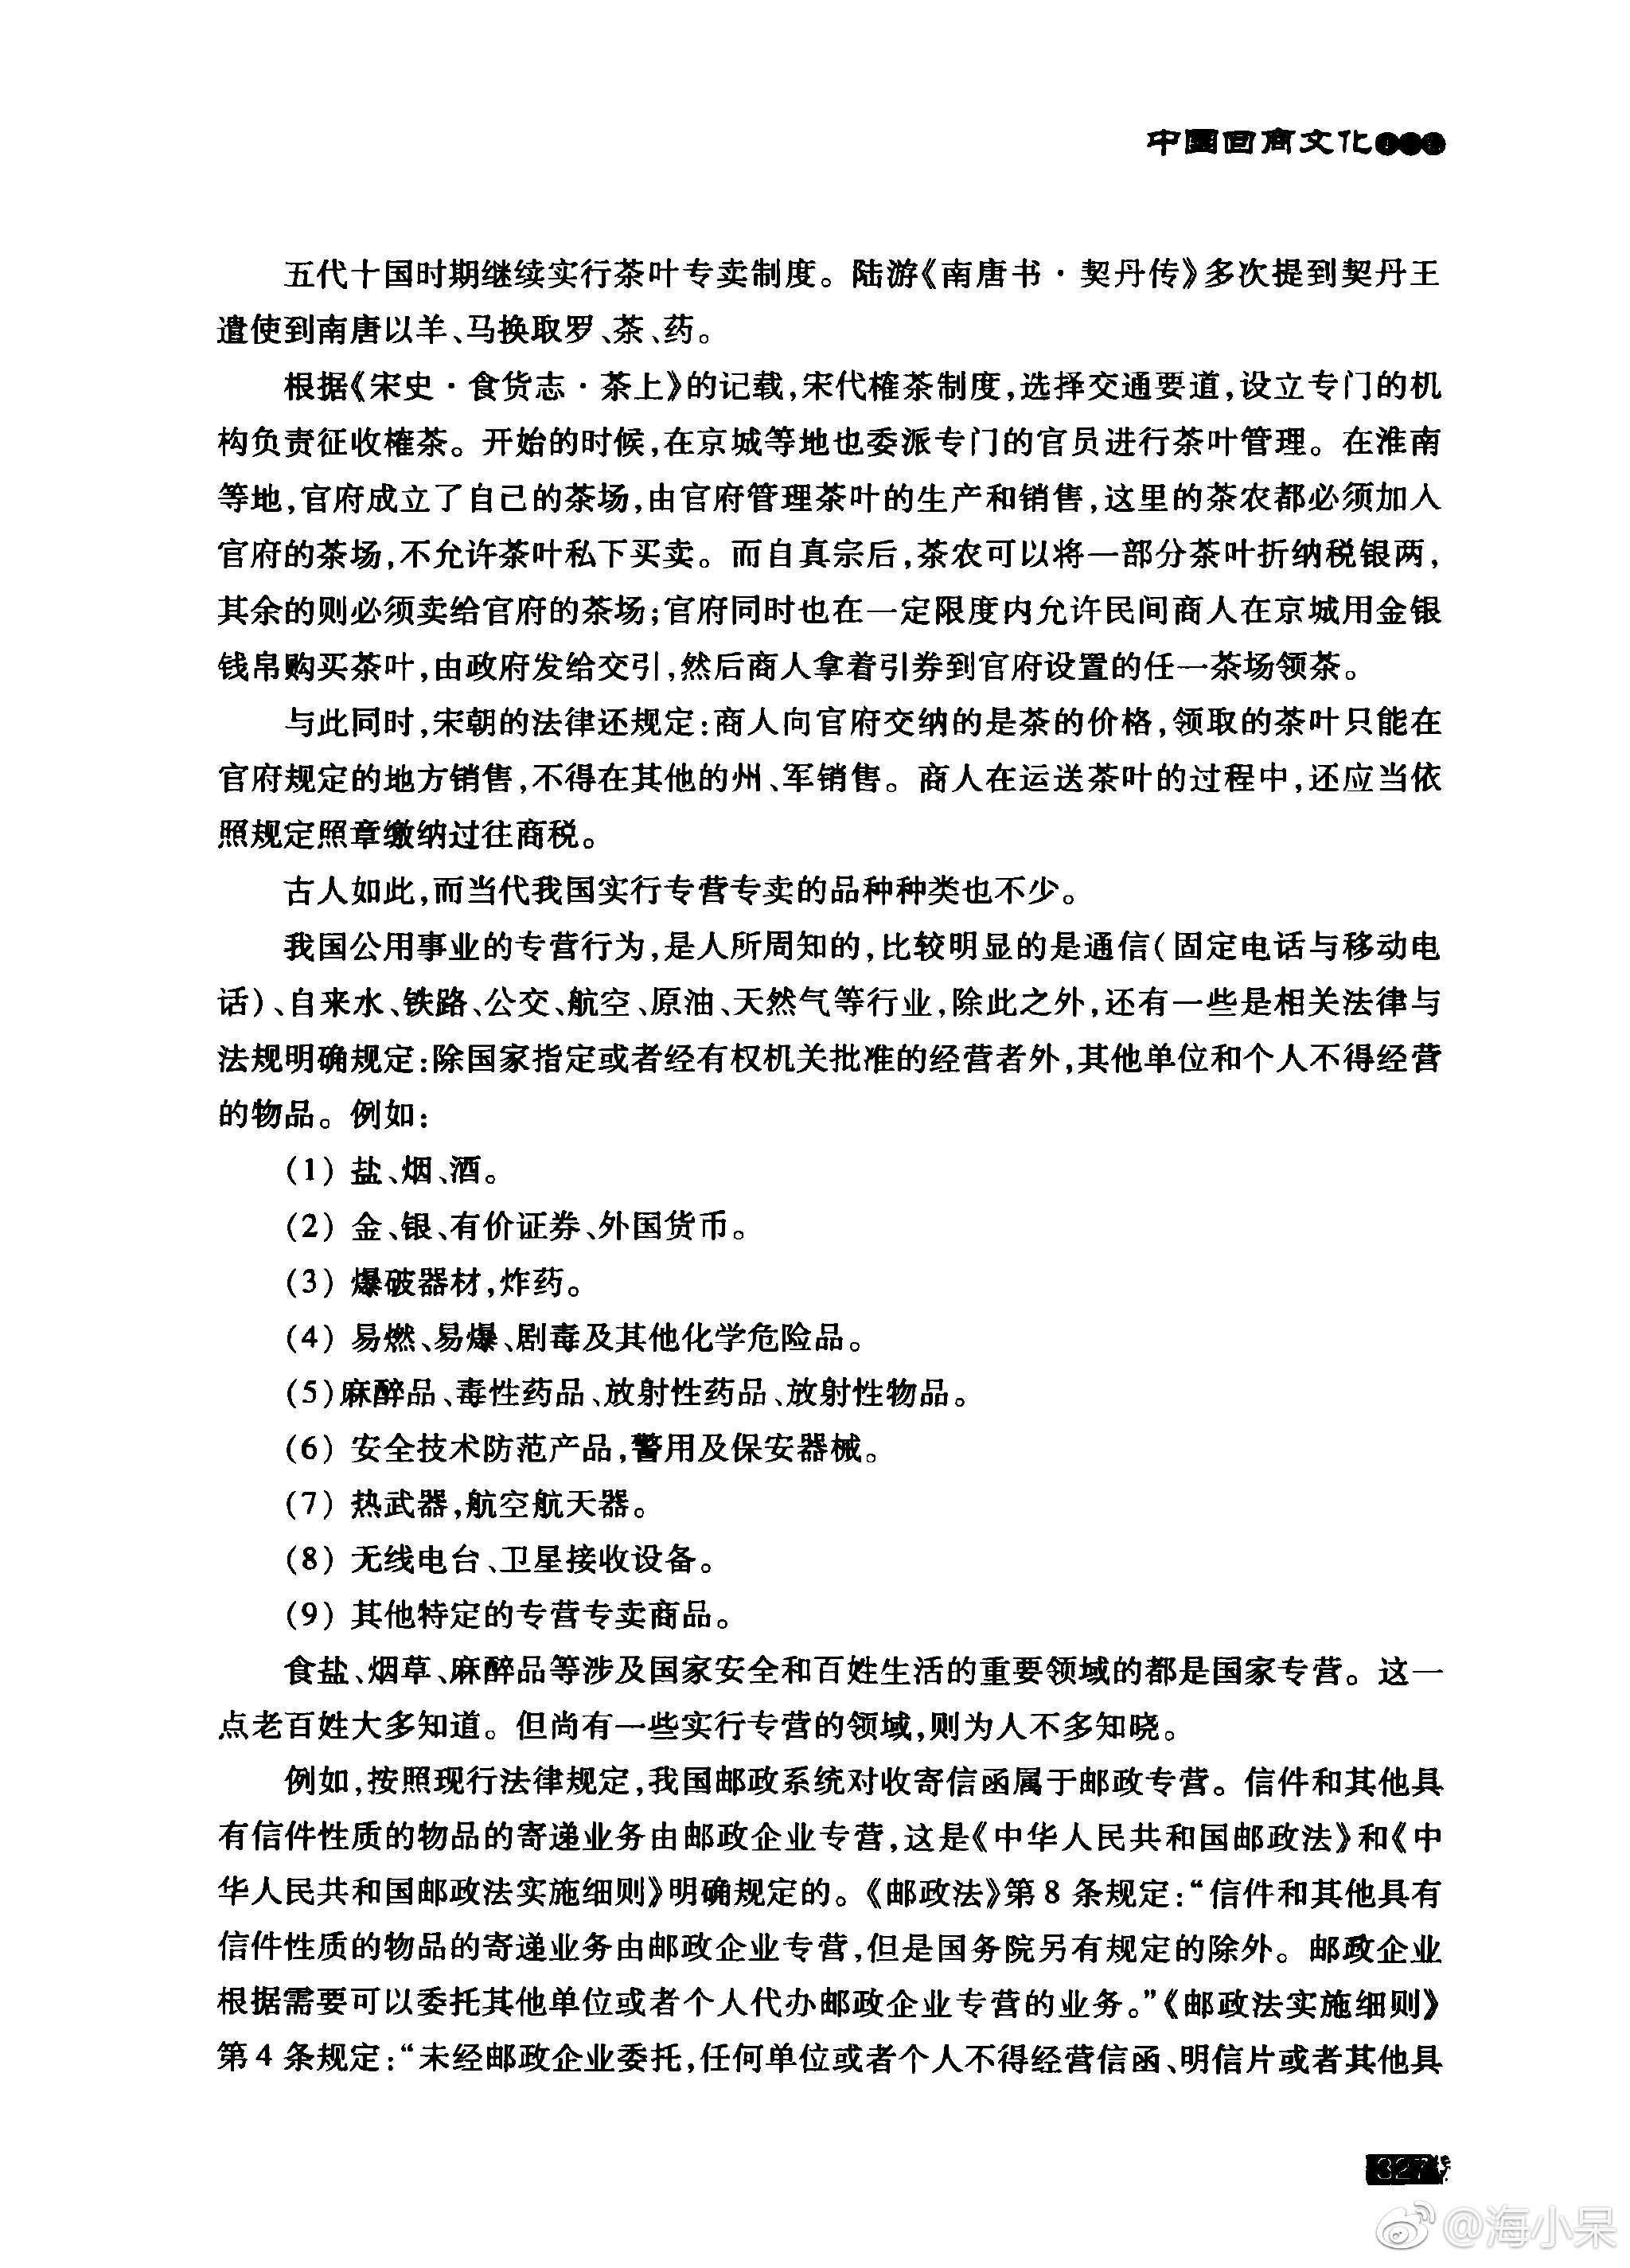 中国回商文化
五代十国时期继续实行茶叶专卖制度。陆游《南唐书·契丹传》多次提到契丹王
遣使到南唐以羊、马换取罗、茶、药。
根据《宋史·食货志·茶上》的记载,宋代榷茶制度,选择交通要道,设立专门的机
构负责征收榷茶。开始的时候,在京城等地也委派专门的官员进行茶叶管理。在淮南
等地,官府成立了自己的茶场,由官府管理茶叶的生产和销售,这里的茶农都必须加入
官府的茶场,不允许茶叶私下买卖。而自真宗后,茶农可以将一部分茶叶折纳税银两,
其余的则必须卖给官府的茶场;官府同时也在一定限度内允许民间商人在京城用金银
钱帛购买茶叶,由政府发给交引,然后商人拿着引券到官府设置的任一茶场领茶。
与此同时,宋朝的法律还规定:商人向官府交纳的是茶的价格,领取的茶叶只能在
官府规定的地方销售,不得在其他的州、军销售。商人在运送茶叶的过程中,还应当依
照规定照章缴纳过往商税。
古人如此,而当代我国实行专营专卖的品种种类也不少。
我国公用事业的专营行为,是人所周知的,比较明显的是通信(固定电话与移动电
话)、自来水、铁路、公交、航空、原油、天然气等行业,除此之外,还有一些是相关法律与
法规明确规定:除国家指定或者经有权机关批准的经营者外,其他单位和个人不得经营
的物品。例如:
(1) 盐、烟、酒。
(2) 金、银、有价证券、外国货币。
(3) 爆破器材,炸药。
(4) 易燃、易爆、剧毒及其他化学危险品。
(5)麻醉品、毒性药品、放射性药品、放射性物品。
(6) 安全技术防范产品,警用及保安器械。
(7) 热武器,航空航天器。
(8) 无线电台、卫星接收设备。
(9) 其他特定的专营专卖商品。
食盐、烟草、麻醉品等涉及国家安全和百姓生活的重要领域的都是国家专营。这一
点老百姓大多知道。但尚有一些实行专营的领域,则为人不多知晓。
例如,按照现行法律规定,我国邮政系统对收寄信函属于邮政专营。信件和其他具
有信件性质的物品的寄递业务由邮政企业专营,这是《中华人民共和国邮政法》和《中
华人民共和国邮政法实施细则》明确规定的。《邮政法》第8条规定:“信件和其他具有
信件性质的物品的寄递业务由邮政企业专营,但是国务院另有规定的除外。邮政企业
根据需要可以委托其他单位或者个人代办邮政企业专营的业务。”《邮政法实施细则》
第4条规定:“未经邮政企业委托,任何单位或者个人不得经营信函、明信片或者其他具
@海小呆